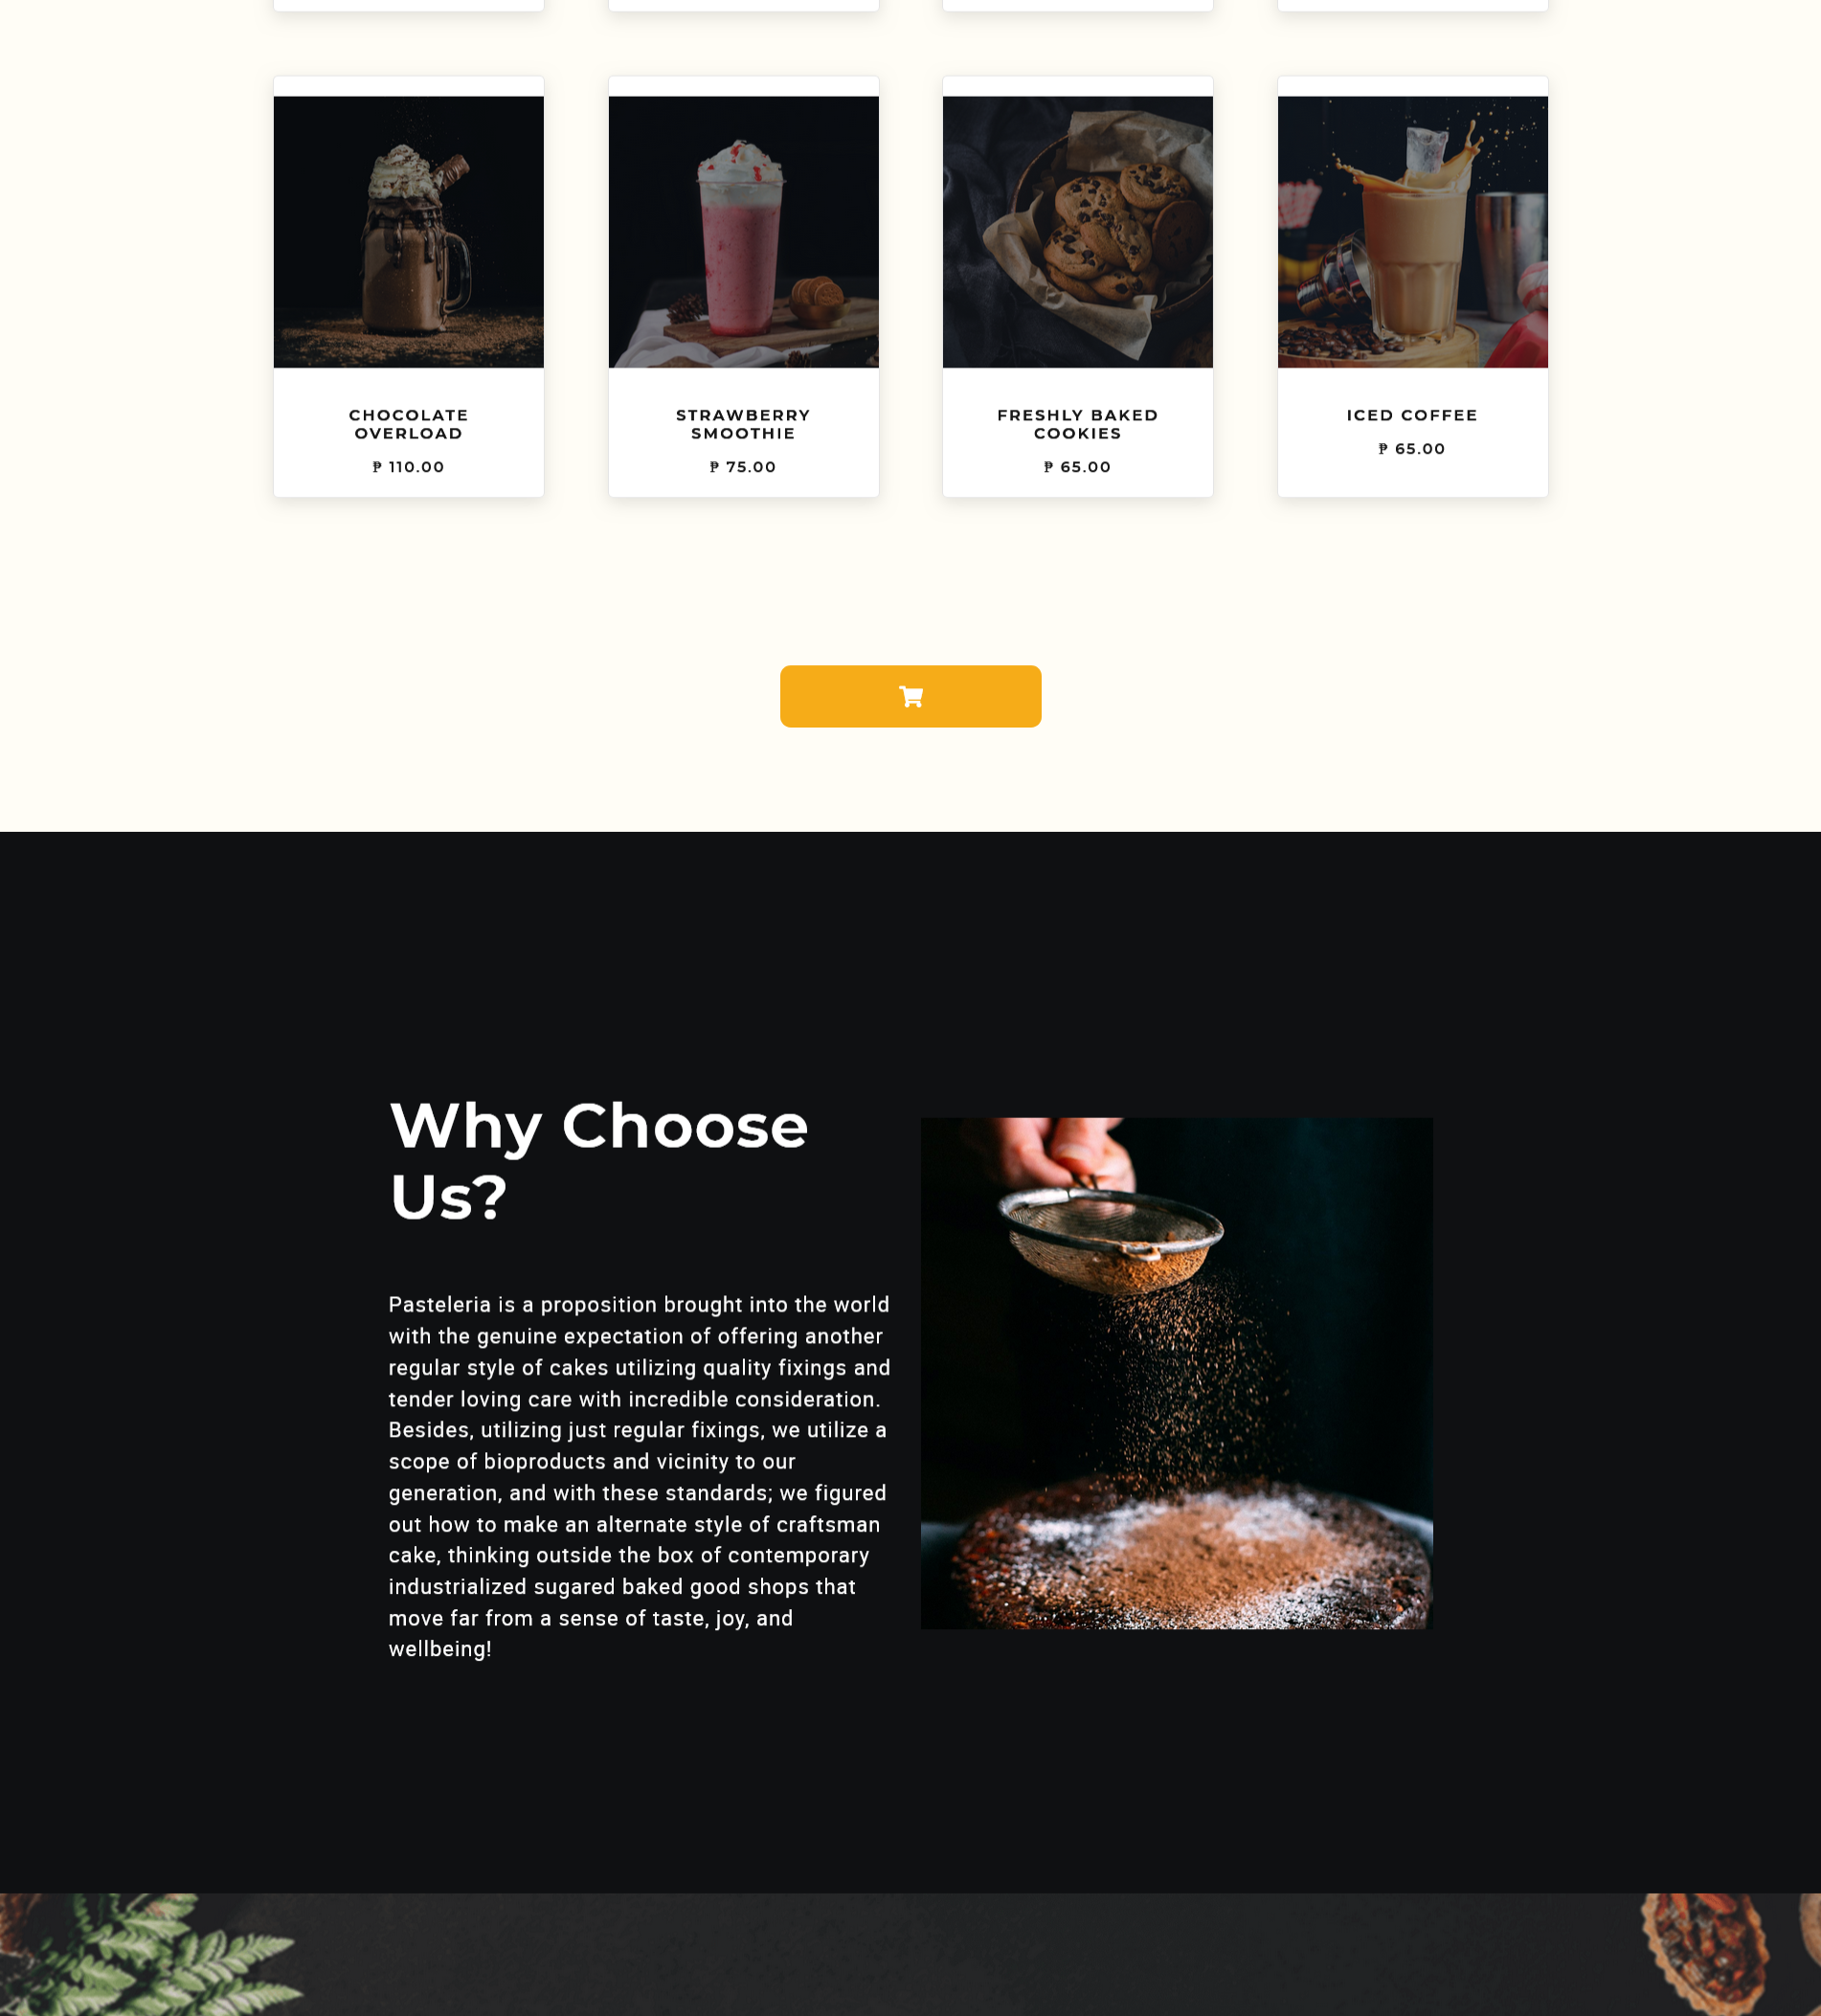 CHOCOLATE
OVERLOAD
₱ 110.00
STRAWBERRY
SMOOTHIE
₱ 75.00
FRESHLY BAKED
COOKIES
₱ 65.00
ICED COFFEE
₱ 65.00
Why Choose
Us?
Pasteleria is a proposition brought into the world
with the genuine expectation of offering another
regular style of cakes utilizing quality fixings and
tender loving care with incredible consideration.
Besides, utilizing just regular fixings, we utilize a
scope of bioproducts and vicinity to our
generation, and with these standards; we figured
out how to make an alternate style of craftsman
cake, thinking outside the box of contemporary
industrialized sugared baked good shops that
move far from a sense of taste, joy, and
wellbeing!